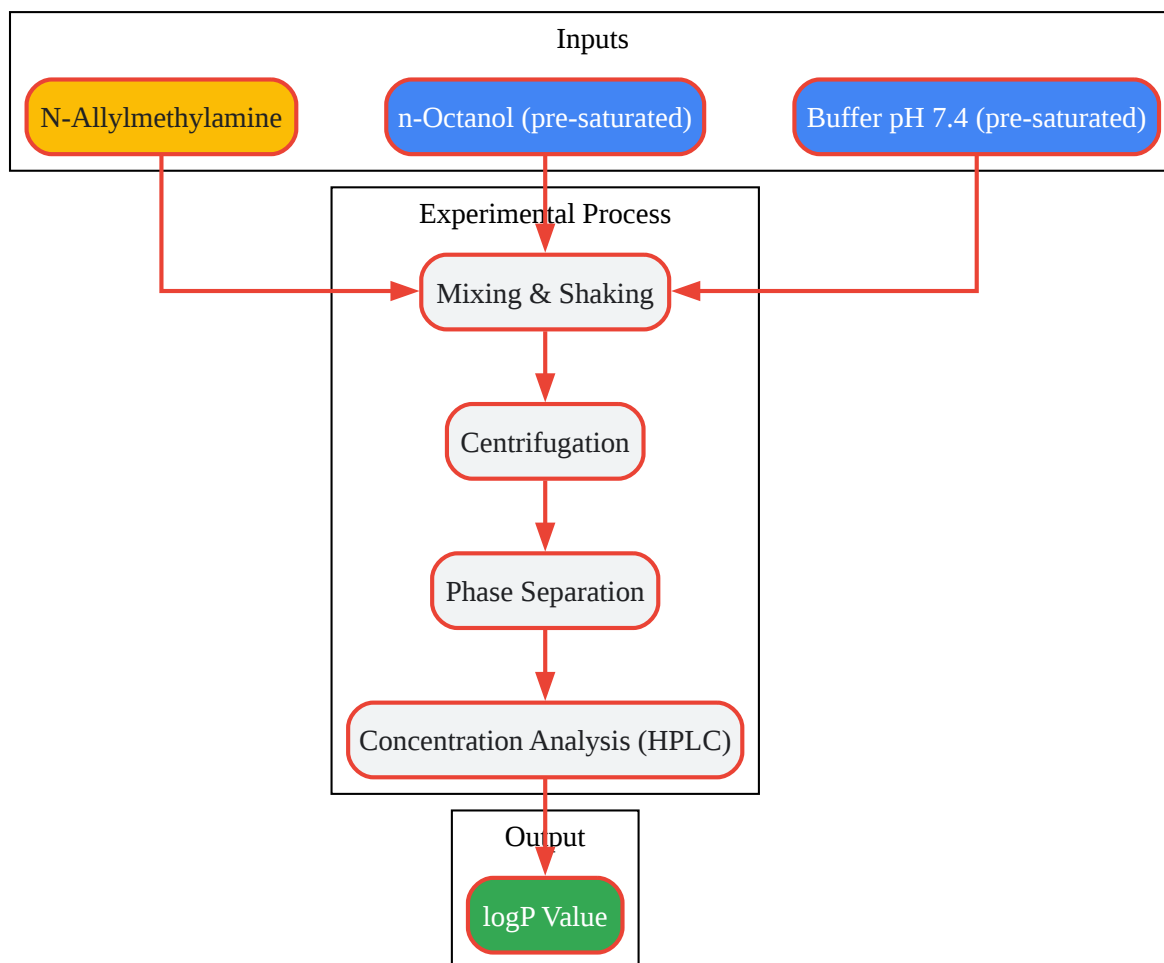 Inputs
N-Allylmethylamine
n-Octanol (pre-saturated)
Buffer pH 7.4 (pre-saturated)
Experimental Process
Mixing & Shaking
Centrifugation
Phase Separation
Concentration Analysis (HPLC)
Output
logP Value